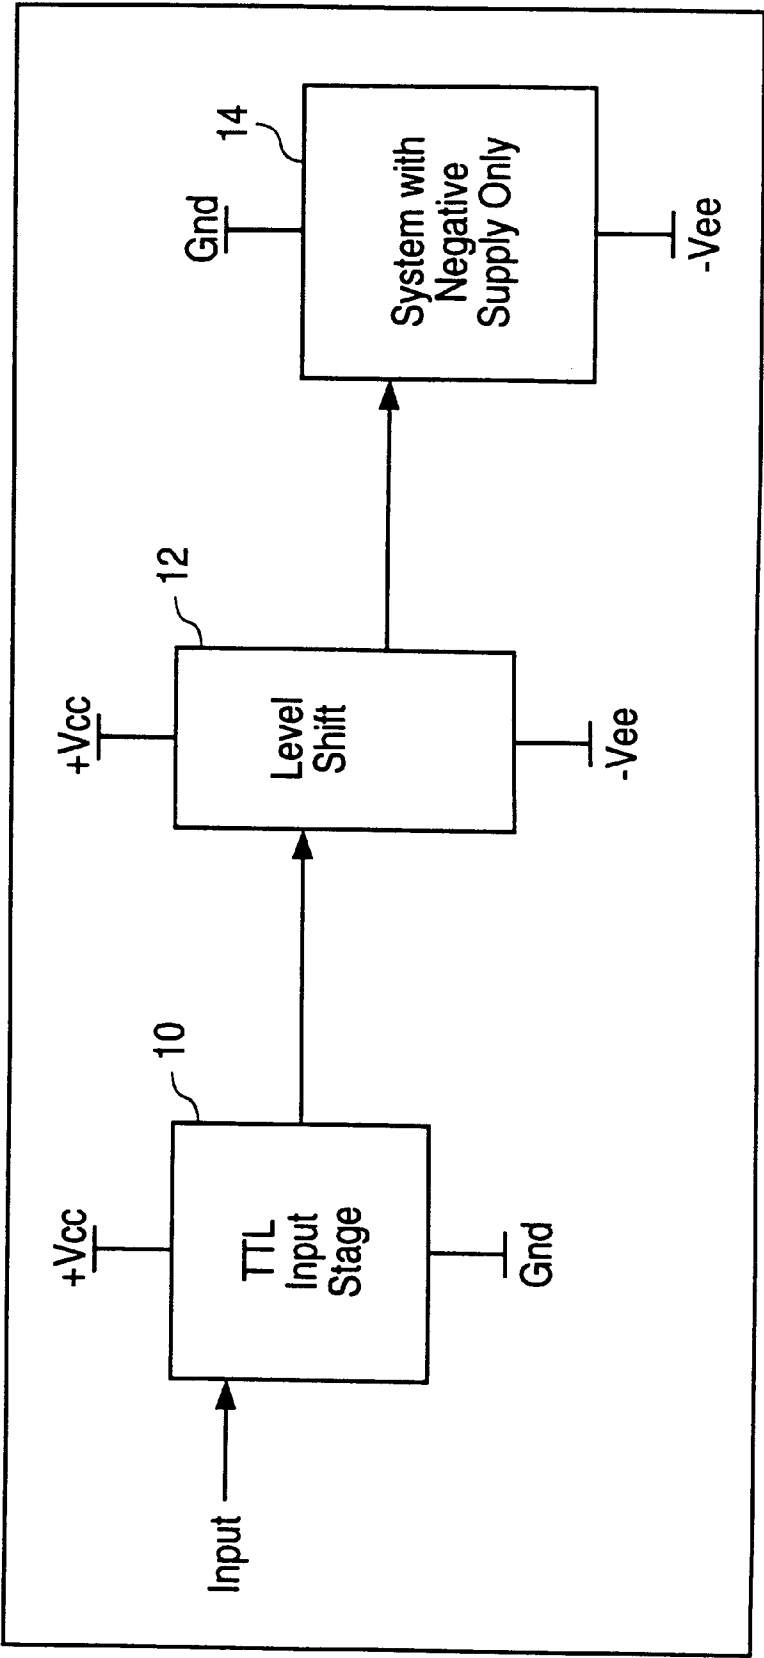 Input
+Vcc
10
TTL
Input
Stage
Gnd
+Vcc
12
Level
Shift
-Vee
Gnd
14
System with
Negative
Supply Only
-Vee